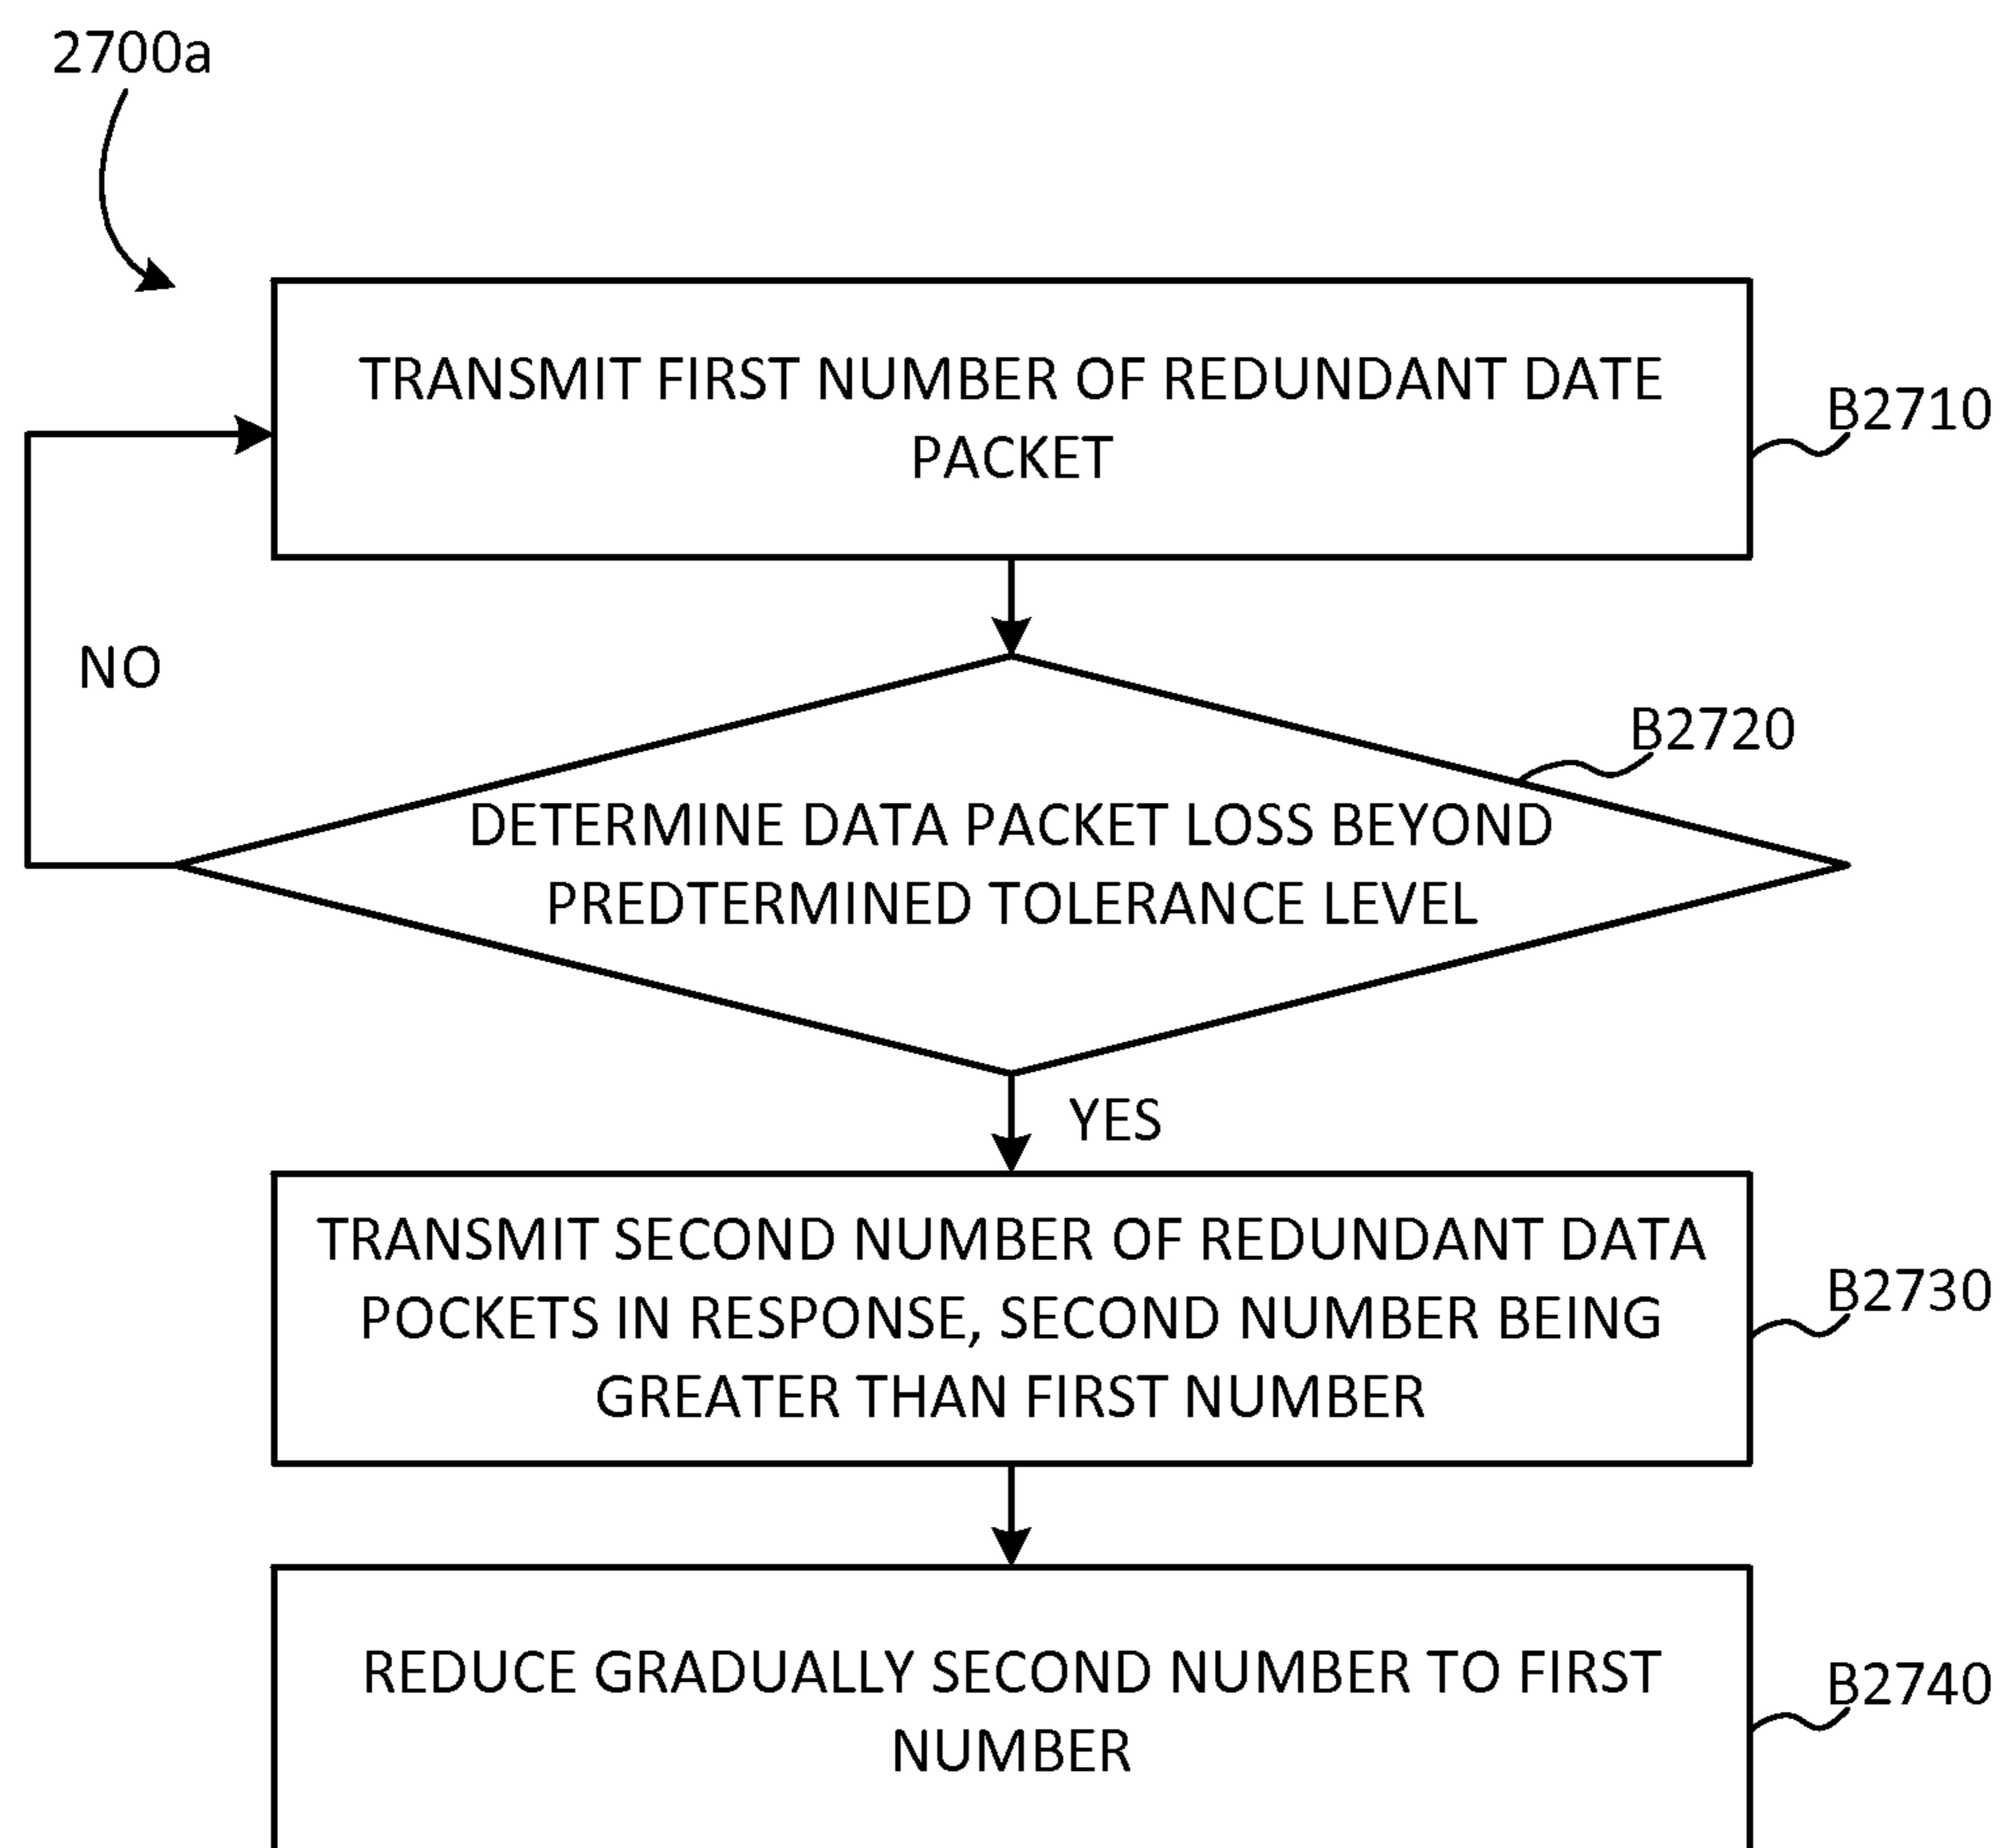 2700a
TRANSMIT FIRST NUMBER OF REDUNDANT DATE
PACKET
B2710
NO
B2720
DETERMINE DATA PACKET LOSS BEYOND
PREDTERMINED TOLERANCE LEVEL
YES
TRANSMIT SECOND NUMBER OF REDUNDANT DATA
POCKETS IN RESPONSE, SECOND NUMBER BEING
GREATER THAN FIRST NUMBER
B2730
REDUCE GRADUALLY SECOND NUMBER TO FIRST
NUMBER
B2740